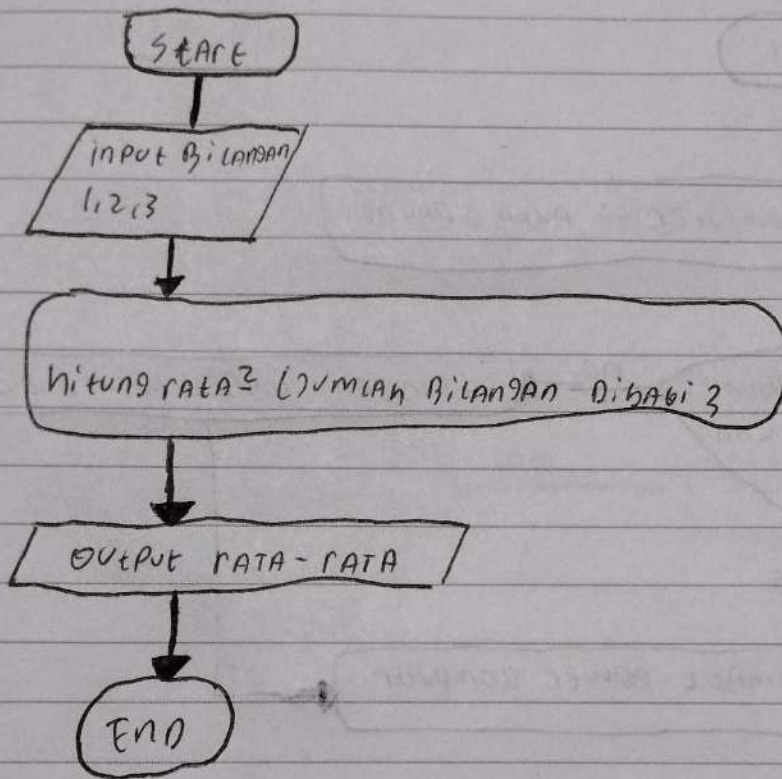 Start
input Bilangan
1,2,3
hitung rata² (Jumlah Bilangan Dibagi 3
Output rATA-rATA
End